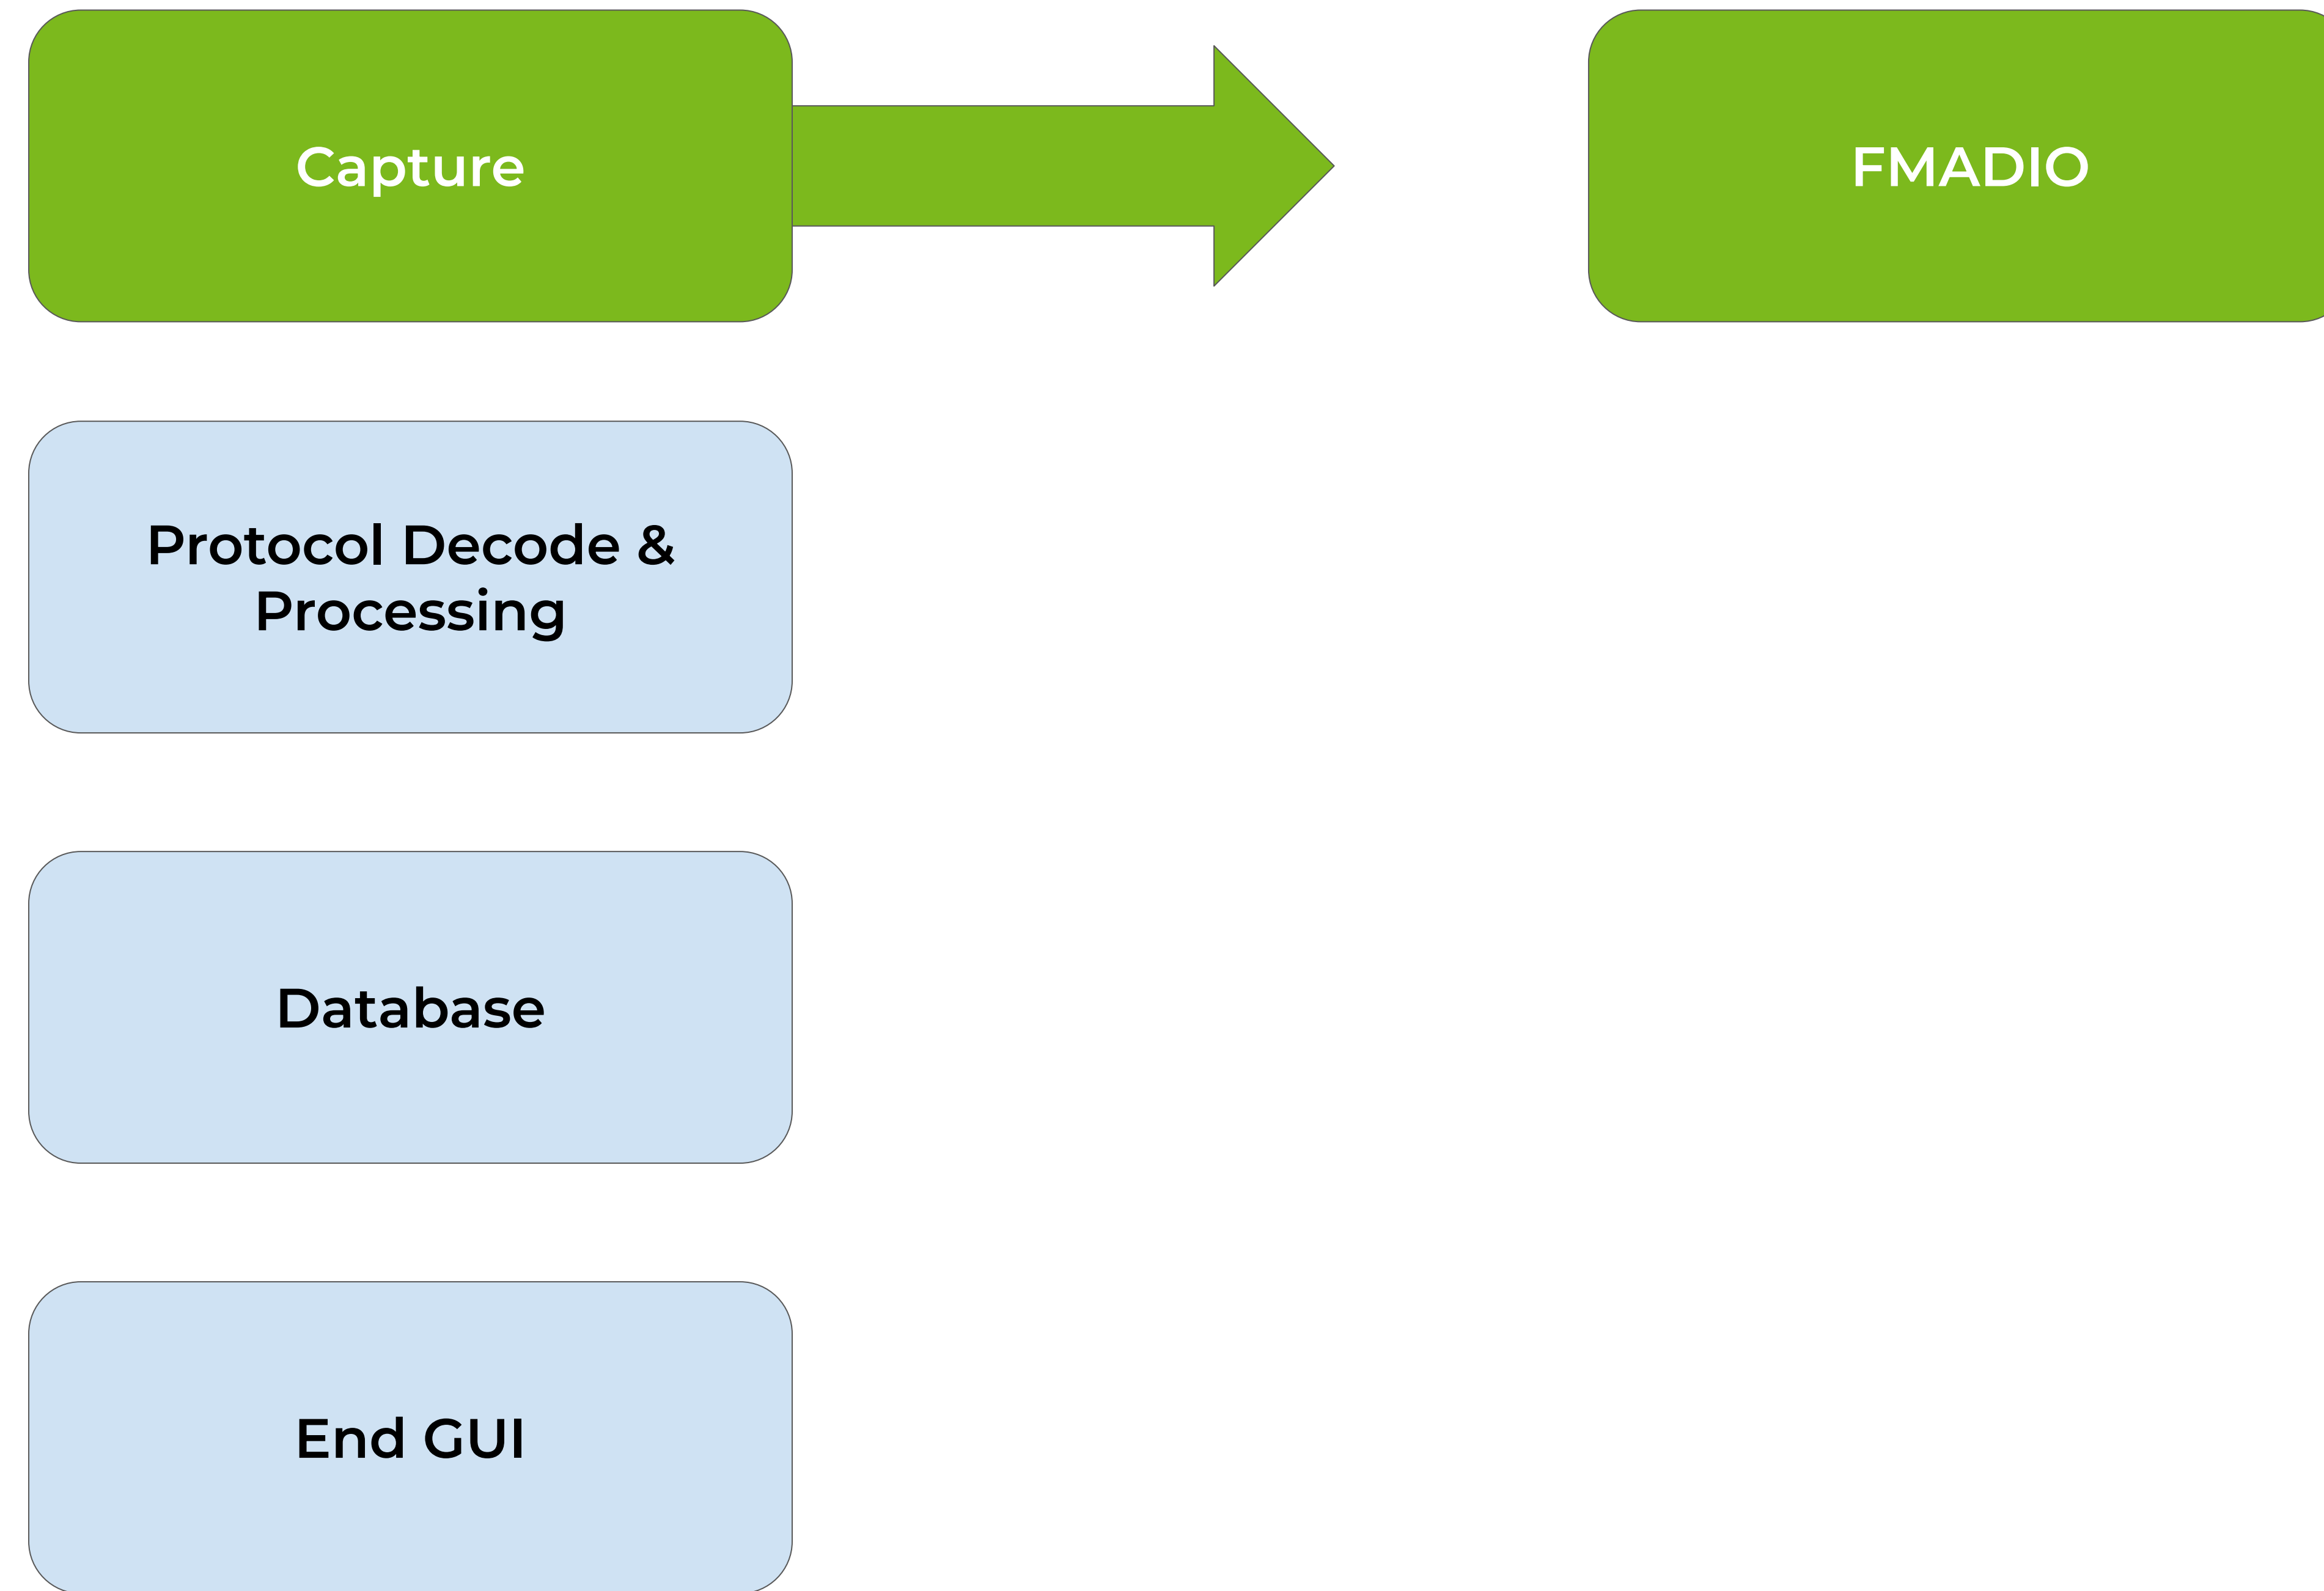 Capture
FMADIO
Protocol Decode &
Processing
Database
End GUI